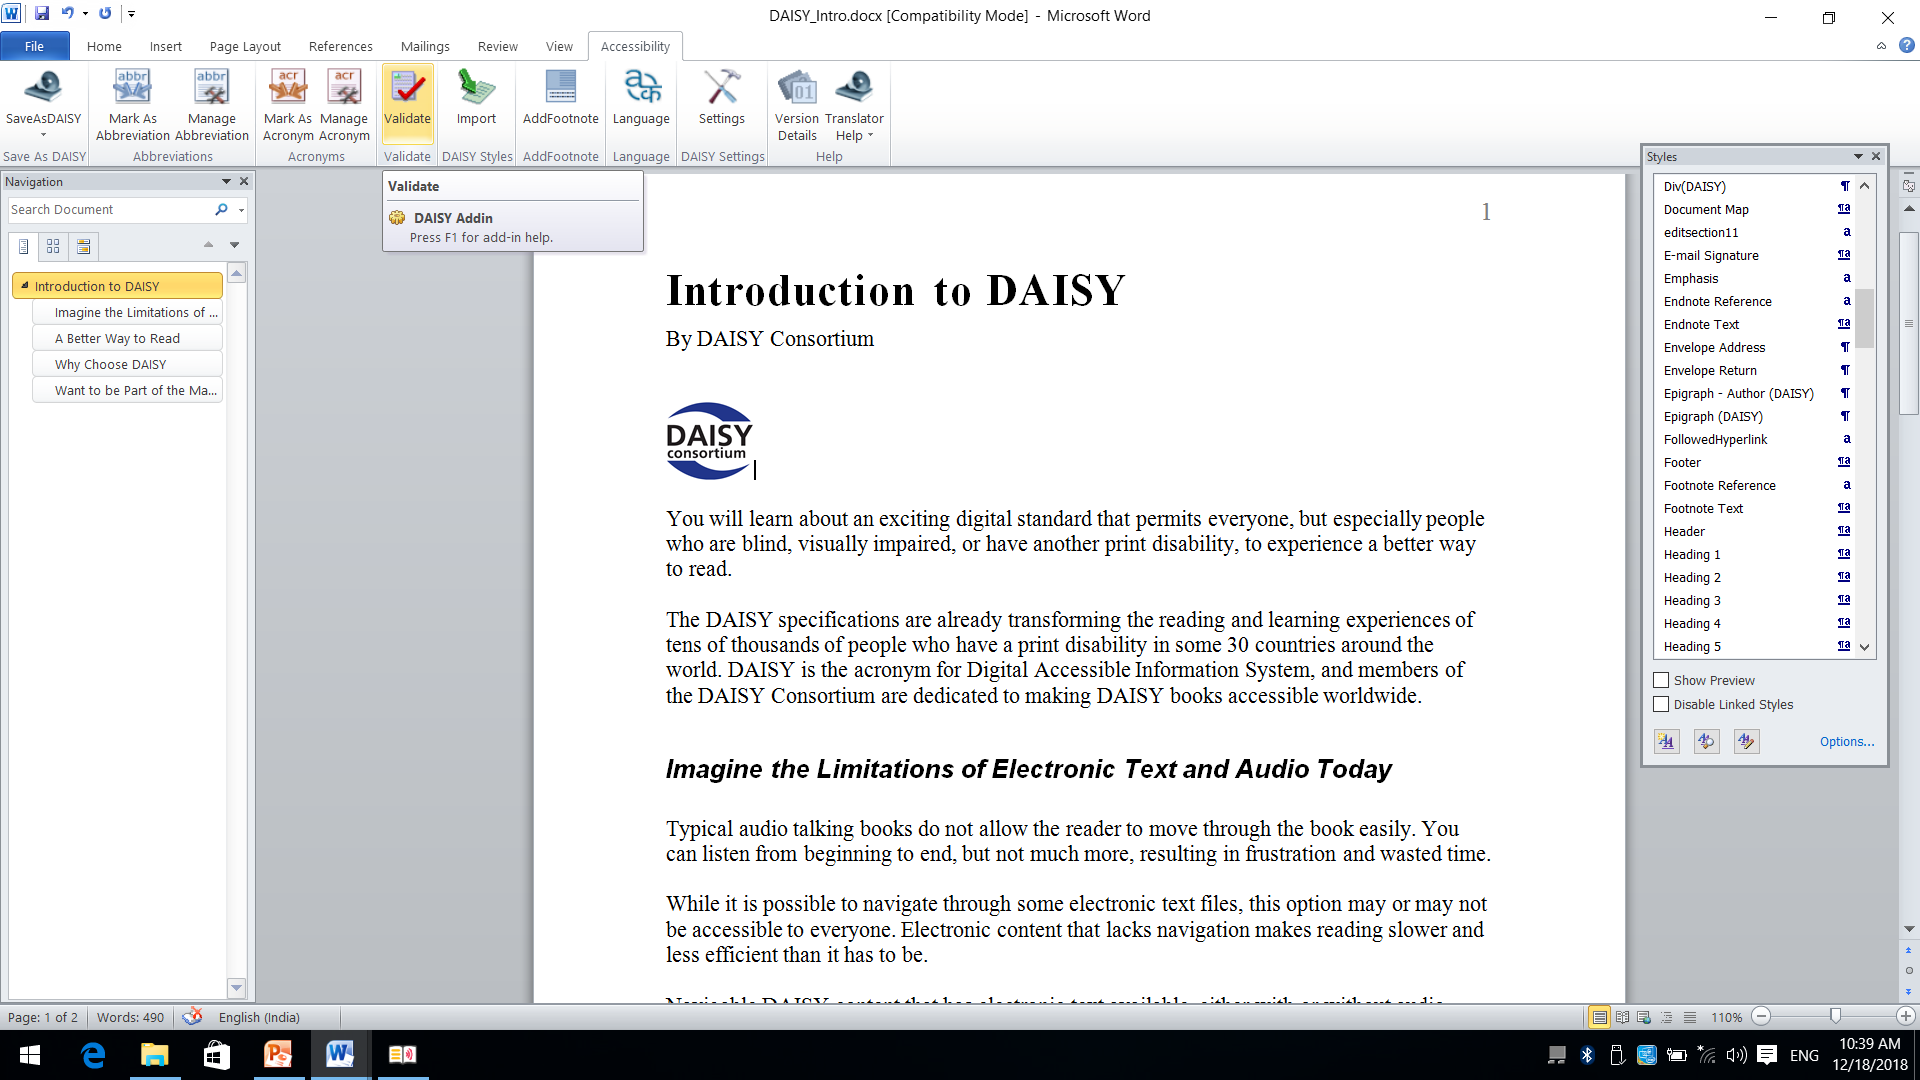 DAISY_Intro.docx [Compatibility Mode] - Microsoft Word
File Home Insert Page Layout References Mailings Review View Accessibility
SaveAsDAISY
Save As DAISY
Mark As Abbreviation
Manage Abbreviation
Abbreviations
Mark As Acronym
Manage Acronym
Acronyms
Validate
Validate
Import
DAISY Styles
AddFootnote
AddFootnote
Language
Language
Settings
DAISY Settings
Version Details
Translator Help
Help
Validate
DAISY Addin
Press F1 for add-in help.
Navigation
Search Document
Introduction to DAISY
Imagine the Limitations of ...
A Better Way to Read
Why Choose DAISY
Want to be Part of the Ma...
1
Introduction to DAISY
By DAISY Consortium
DAISY
consortium
You will learn about an exciting digital standard that permits everyone, but especially people
who are blind, visually impaired, or have another print disability, to experience a better way
to read.
The DAISY specifications are already transforming the reading and learning experiences of
tens of thousands of people who have a print disability in some 30 countries around the
world. DAISY is the acronym for Digital Accessible Information System, and members of
the DAISY Consortium are dedicated to making DAISY books accessible worldwide.
Imagine the Limitations of Electronic Text and Audio Today
Typical audio talking books do not allow the reader to move through the book easily. You
can listen from beginning to end, but not much more, resulting in frustration and wasted time.
While it is possible to navigate through some electronic text files, this option may or may not
be accessible to everyone. Electronic content that lacks navigation makes reading slower and
less efficient than it has to be.
Styles
Div(DAISY)
Document Map
editsection11
E-mail Signature
Emphasis
Endnote Reference
Endnote Text
Envelope Address
Envelope Return
Epigraph - Author (DAISY)
Epigraph (DAISY)
FollowedHyperlink
Footer
Footnote Reference
Footnote Text
Header
Heading 1
Heading 2
Heading 3
Heading 4
Heading 5
Show Preview
Disable Linked Styles
Options...
Page: 1 of 2 Words: 490 English (India) 110%
ENG
10:39 AM
12/18/2018